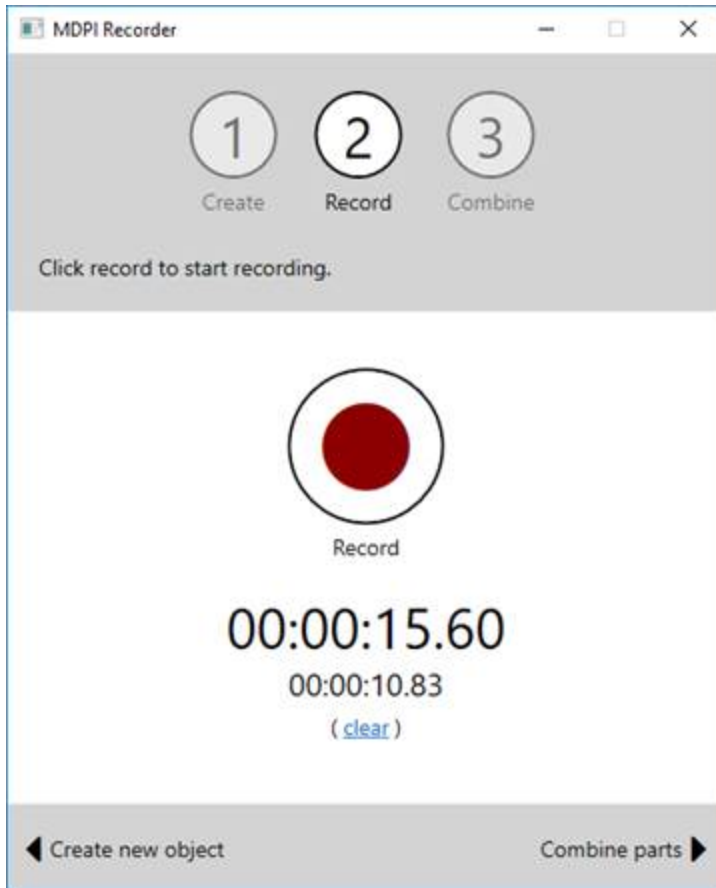 MDPI Recorder
1 2 3
Create Record Combine
Click record to start recording.
Record
00:00:15.60
00:00:10.83
( clear )
Create new object Combine parts